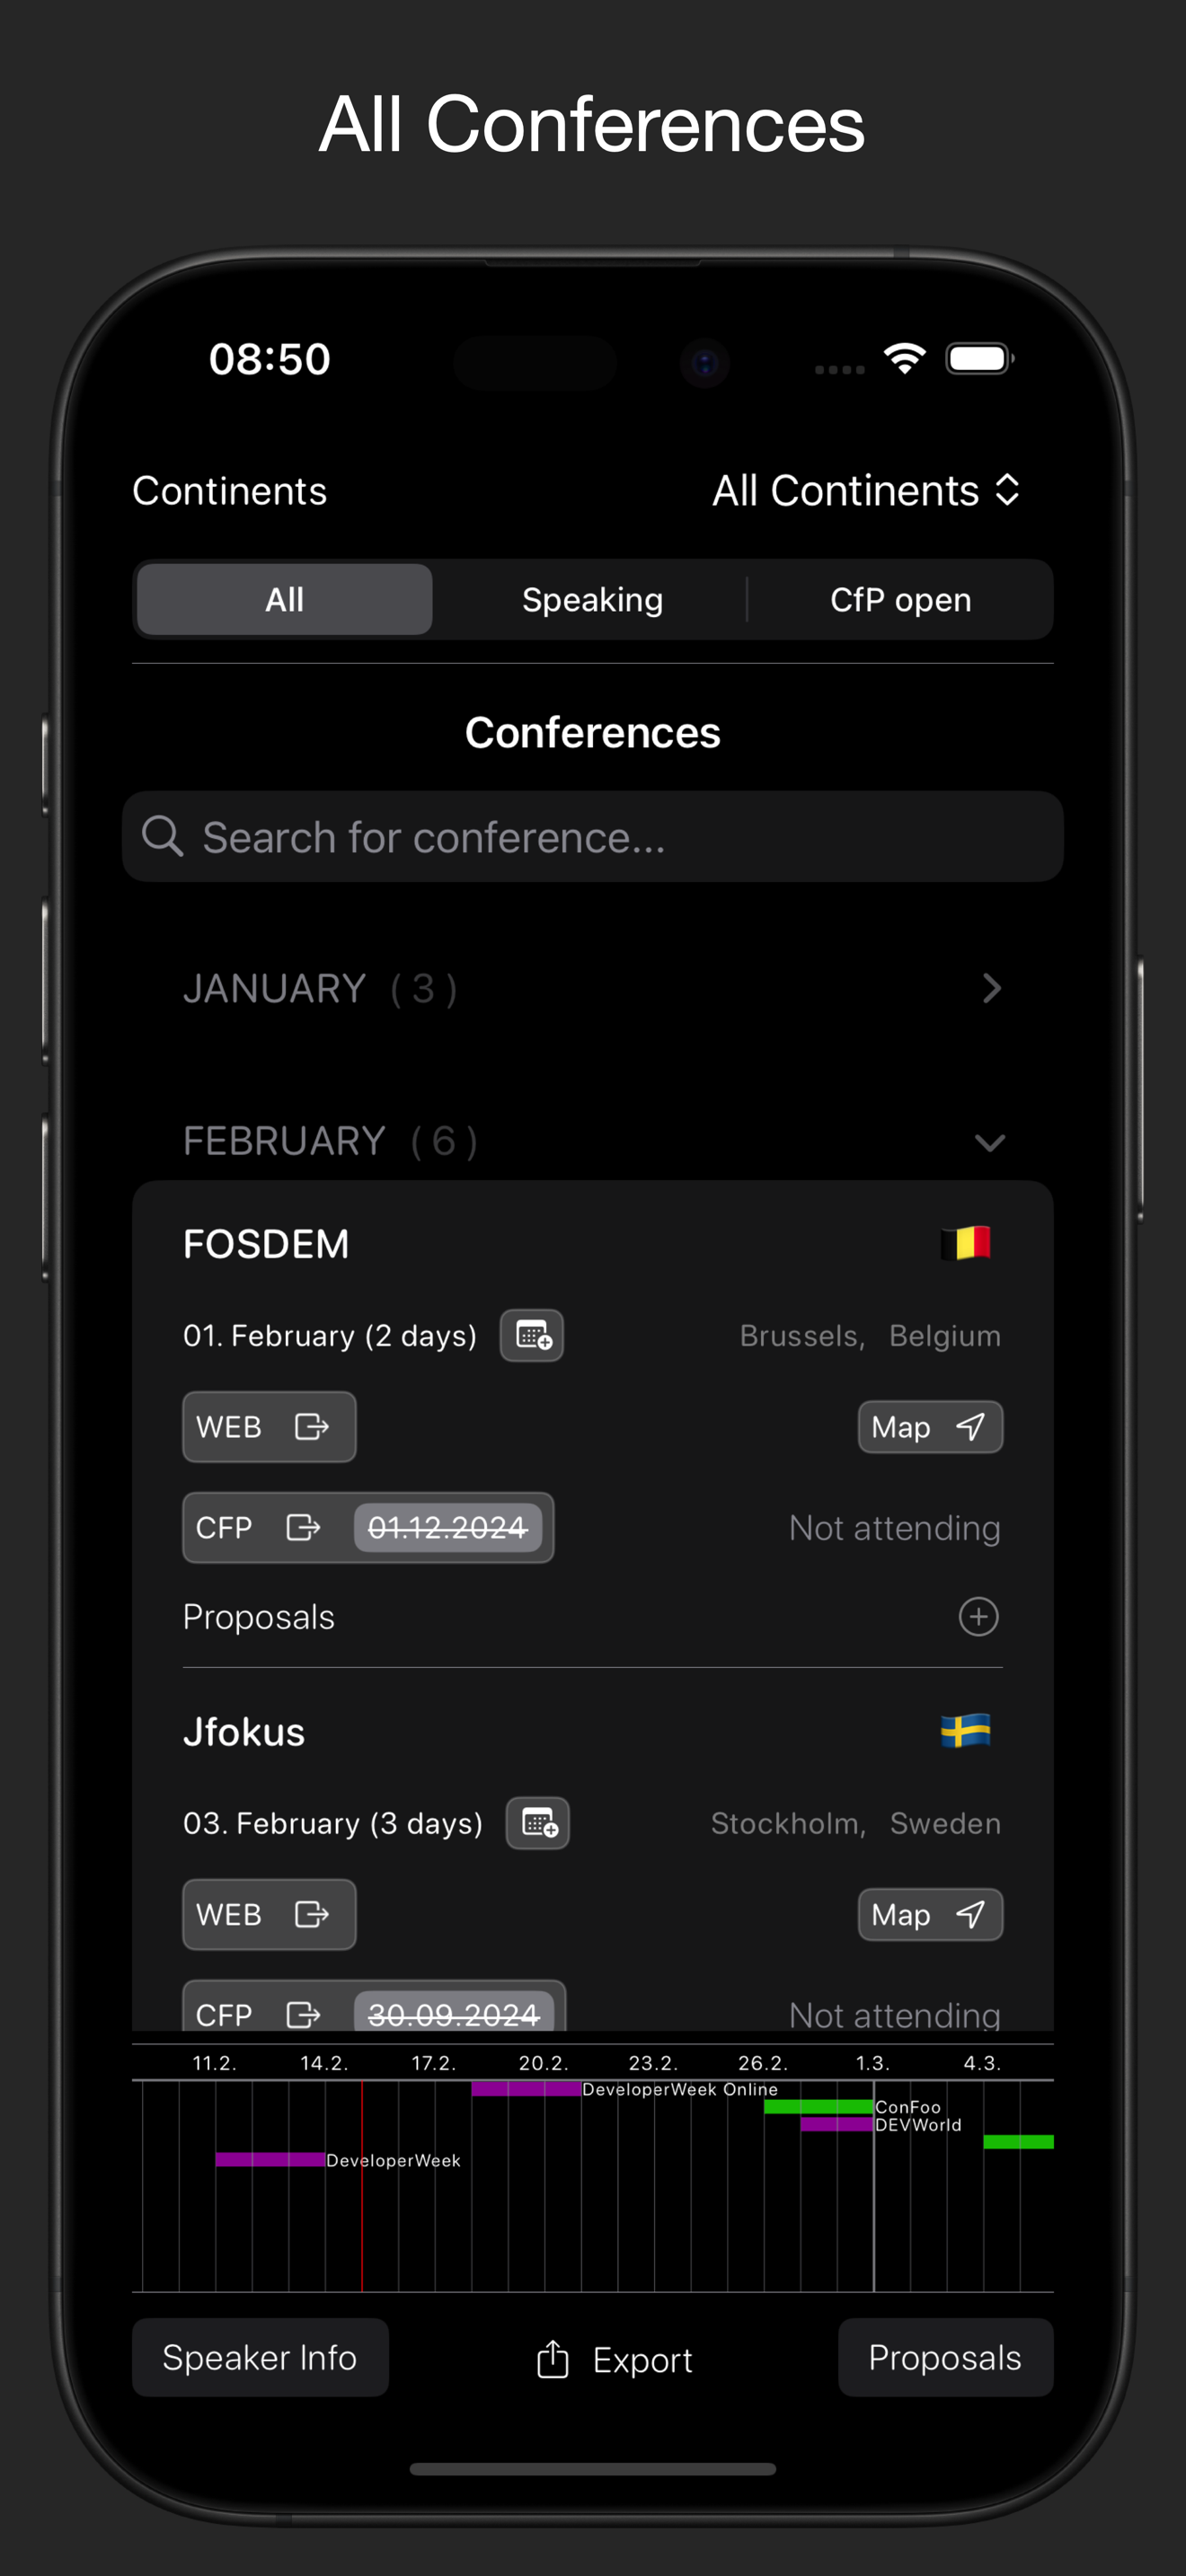 All Conferences
08:50
Continents All Continents
All Speaking CfP open
Conferences
Search for conference...
JANUARY ( 3 )
FEBRUARY ( 6 )
FOSDEM
01. February (2 days) Brussels, Belgium
WEB Map
CFP 01.12.2024 Not attending
Proposals
Jfokus
03. February (3 days) Stockholm, Sweden
WEB Map
CFP 30.09.2024 Not attending
11.2. 14.2. 17.2. 20.2. 23.2. 26.2. 1.3. 4.3.
DeveloperWeek Online
ConFoo
DEVWorld
DeveloperWeek
Speaker Info Export Proposals